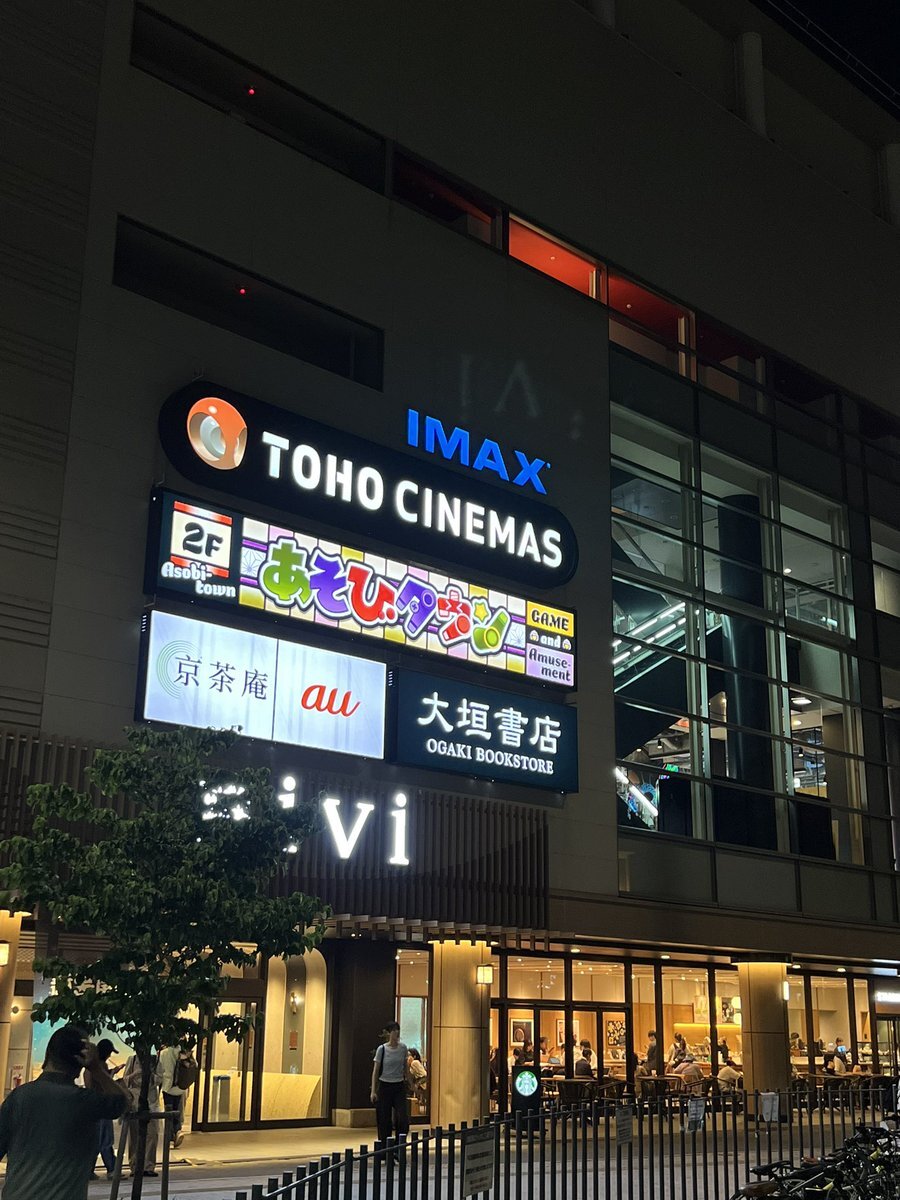 IMAX
TOHO CINEMAS
2F
Asobi-
town
あそびタウン
GAME
and
Amuse-
ment
京茶庵
au
大垣書店
OGAKI BOOKSTORE
ivi